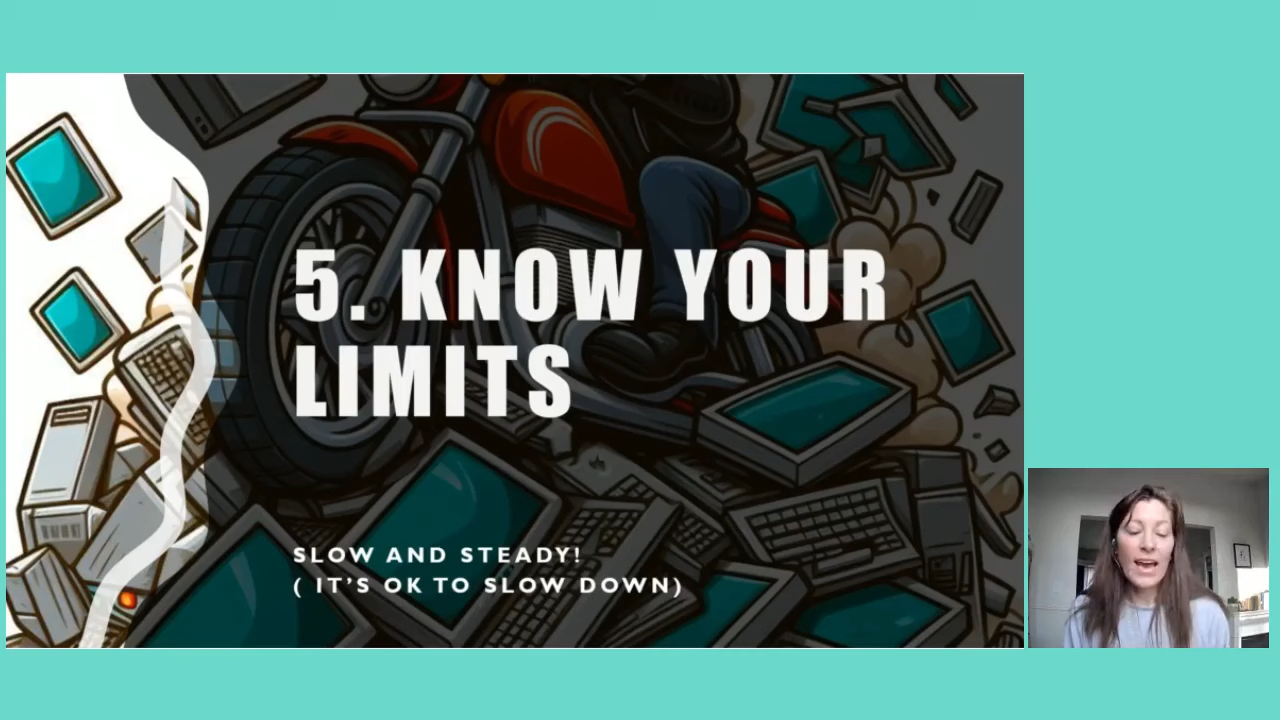 5. KNOW YOUR
LIMITS
SLOW AND STEADY!
( IT'S OK TO SLOW DOWN)